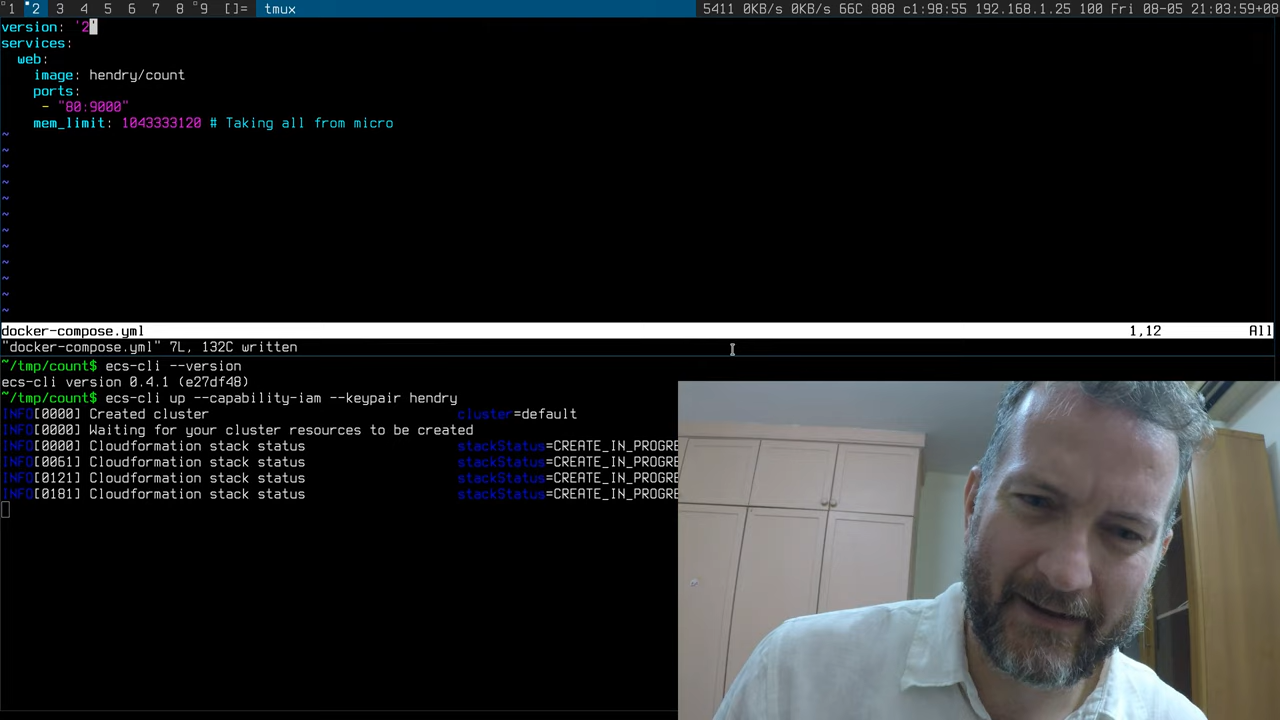 1 2 3 4 5 6 7 8 9 []= tmux 5411 0KB/s 0KB/s 66C 888 c1:98:55 192.168.1.25 100 Fri 08-05 21:03:59+08
version: '2'
services:
  web:
    image: hendry/count
    ports:
     - "80:9000"
    mem_limit: 1043333120 # Taking all from micro
~
~
~
~
~
~
~
~
~
~
~
~
docker-compose.yml 1,12 All
"docker-compose.yml" 7L, 132C written
~/tmp/count$ ecs-cli --version
ecs-cli version 0.4.1 (e27df48)
~/tmp/count$ ecs-cli up --capability-iam --keypair hendry
INFO[0000] Created cluster cluster=default
INFO[0000] Waiting for your cluster resources to be created
INFO[0000] Cloudformation stack status stackStatus=CREATE_IN_PROGRE
INFO[0061] Cloudformation stack status stackStatus=CREATE_IN_PROGRE
INFO[0121] Cloudformation stack status stackStatus=CREATE_IN_PROGRE
INFO[0181] Cloudformation stack status stackStatus=CREATE_IN_PROGRE